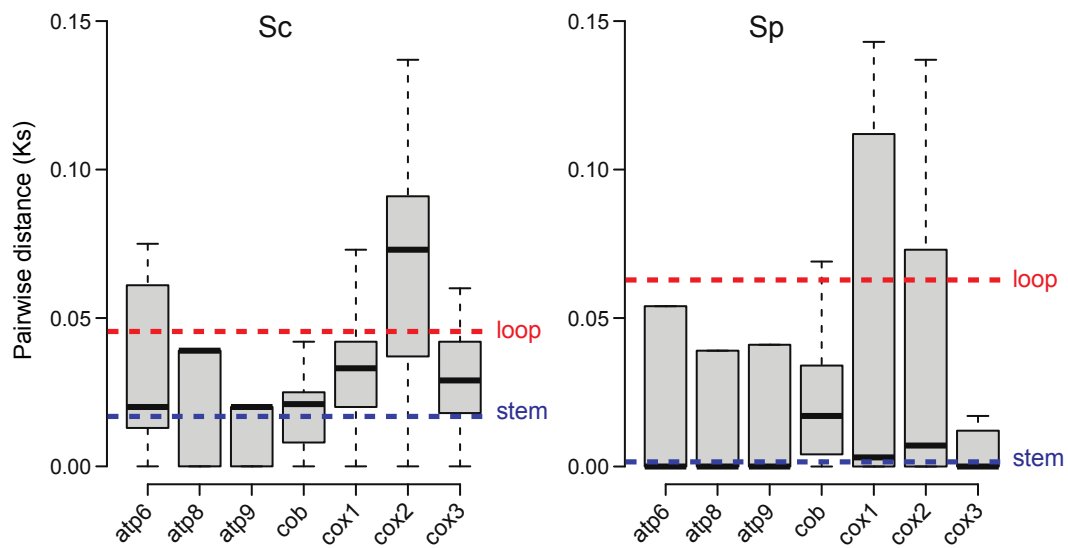 Sc
Sp
Pairwise distance (Ks)
0.15
0.10
0.05
0.00
loop
stem
atp6
atp8
atp9
cob
cox1
cox2
cox3
0.15
0.10
0.05
0.00
loop
stem
atp6
atp8
atp9
cob
cox1
cox2
cox3